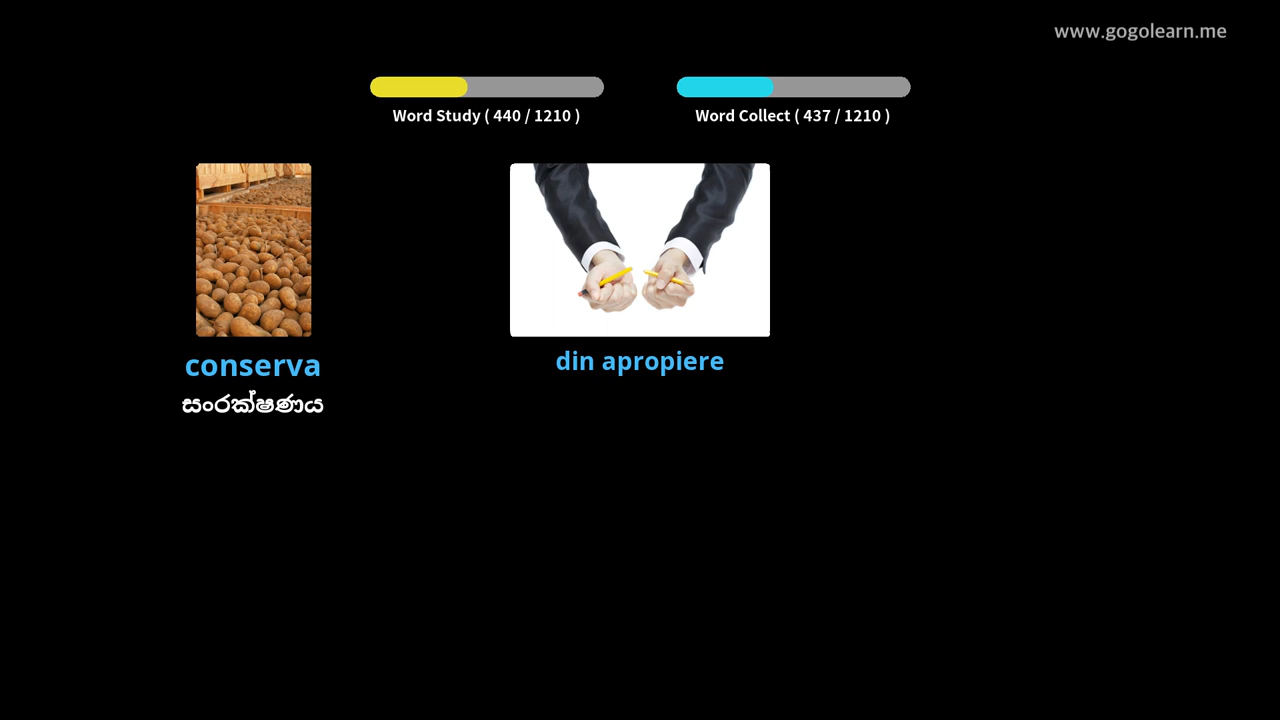 www.gogolearn.me
Word Study ( 440 / 1210 )
Word Collect ( 437 / 1210 )
conserva
සංරක්ෂණය
din apropiere